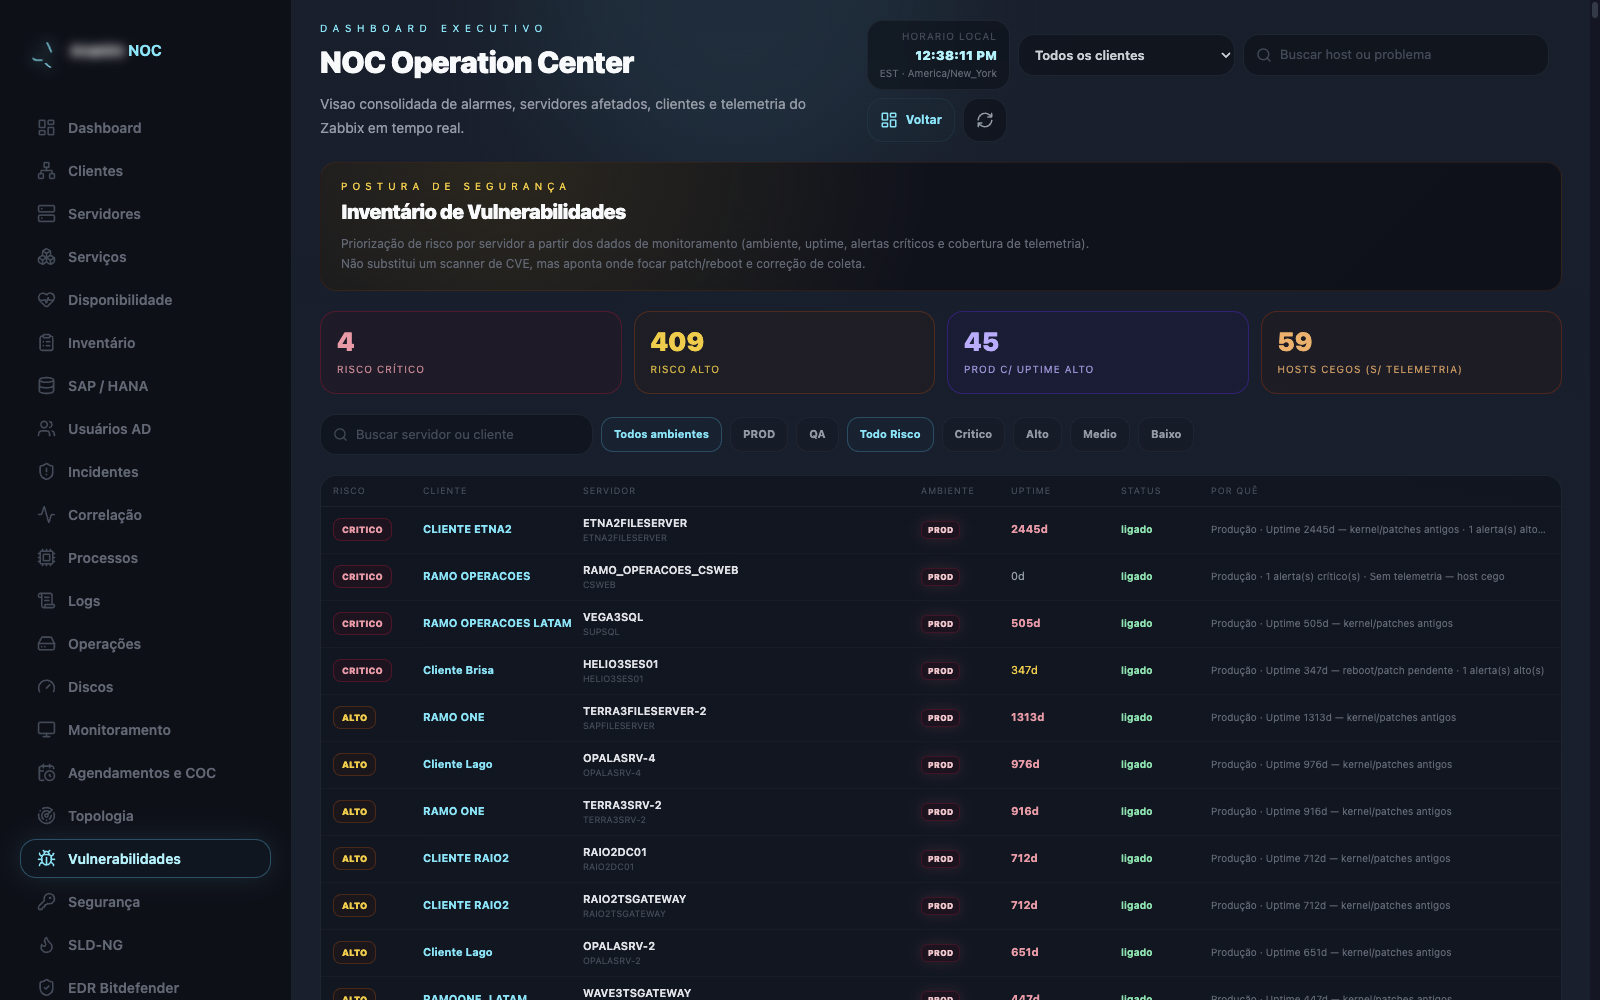 NOC
Dashboard
Clientes
Servidores
Serviços
Disponibilidade
Inventário
SAP / HANA
Usuários AD
Incidentes
Correlação
Processos
Logs
Operações
Discos
Monitoramento
Agendamentos e COC
Topologia
Vulnerabilidades
Segurança
SLD-NG
EDR Bitdefender
DASHBOARD EXECUTIVO
NOC Operation Center
Visao consolidada de alarmes, servidores afetados, clientes e telemetria do
Zabbix em tempo real.
HORARIO LOCAL
12:38:11 PM
EST · America/New_York
Todos os clientes
Buscar host ou problema
Voltar
POSTURA DE SEGURANÇA
Inventário de Vulnerabilidades
Priorização de risco por servidor a partir dos dados de monitoramento (ambiente, uptime, alertas críticos e cobertura de telemetria).
Não substitui um scanner de CVE, mas aponta onde focar patch/reboot e correção de coleta.
4
RISCO CRÍTICO
409
RISCO ALTO
45
PROD C/ UPTIME ALTO
59
HOSTS CEGOS (S/ TELEMETRIA)
Buscar servidor ou cliente
Todos ambientes
PROD
QA
Todo Risco
Critico
Alto
Medio
Baixo
RISCO CLIENTE SERVIDOR AMBIENTE UPTIME STATUS POR QUÊ
CRITICO CLIENTE ETNA2 ETNA2FILESERVER PROD 2445d ligado Produção · Uptime 2445d — kernel/patches antigos · 1 alerta(s) alto...
ETNA2FILESERVER
CRITICO RAMO OPERACOES RAMO_OPERACOES_CSWEB PROD 0d ligado Produção · 1 alerta(s) crítico(s) · Sem telemetria — host cego
CSWEB
CRITICO RAMO OPERACOES LATAM VEGA3SQL PROD 505d ligado Produção · Uptime 505d — kernel/patches antigos
SUPSQL
CRITICO Cliente Brisa HELIO3SES01 PROD 347d ligado Produção · Uptime 347d — reboot/patch pendente · 1 alerta(s) alto(s)
HELIO3SES01
ALTO RAMO ONE TERRA3FILESERVER-2 PROD 1313d ligado Produção · Uptime 1313d — kernel/patches antigos
SAPFILESERVER
ALTO Cliente Lago OPALASRV-4 PROD 976d ligado Produção · Uptime 976d — kernel/patches antigos
OPALASRV-4
ALTO RAMO ONE TERRA3SRV-2 PROD 916d ligado Produção · Uptime 916d — kernel/patches antigos
TERRA3SRV-2
ALTO CLIENTE RAIO2 RAIO2DC01 PROD 712d ligado Produção · Uptime 712d — kernel/patches antigos
RAIO2DC01
ALTO CLIENTE RAIO2 RAIO2TSGATEWAY PROD 712d ligado Produção · Uptime 712d — kernel/patches antigos
RAIO2TSGATEWAY
ALTO Cliente Lago OPALASRV-2 PROD 651d ligado Produção · Uptime 651d — kernel/patches antigos
OPALASRV-2
ALTO RAMOONE_LATAM WAVE3TSGATEWAY PROD 447d ligado Produção · Uptime 447d — kernel/patches antigos